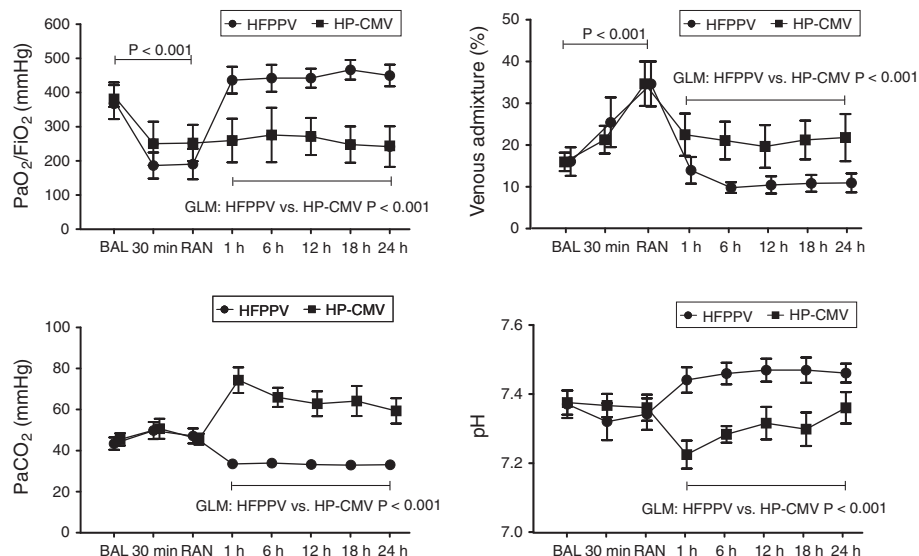 HFPPV HP-CMV
PaO2/FiO2 (mmHg)
600
500
400
300
200
100
0
P < 0.001
GLM: HFPPV vs. HP-CMV P < 0.001
BAL 30 min RAN 1 h 6 h 12 h 18 h 24 h
HFPPV HP-CMV
Venous admixture (%)
50
40
30
20
10
0
P < 0.001
GLM: HFPPV vs. HP-CMV P < 0.001
BAL 30 min RAN 1 h 6 h 12 h 18 h 24 h
HFPPV HP-CMV
PaCO2 (mmHg)
100
80
60
40
20
0
GLM: HFPPV vs. HP-CMV P < 0.001
BAL 30 min RAN 1 h 6 h 12 h 18 h 24 h
HFPPV HP-CMV
pH
7.6
7.4
7.2
7.0
GLM: HFPPV vs. HP-CMV P < 0.001
BAL 30 min RAN 1 h 6 h 12 h 18 h 24 h